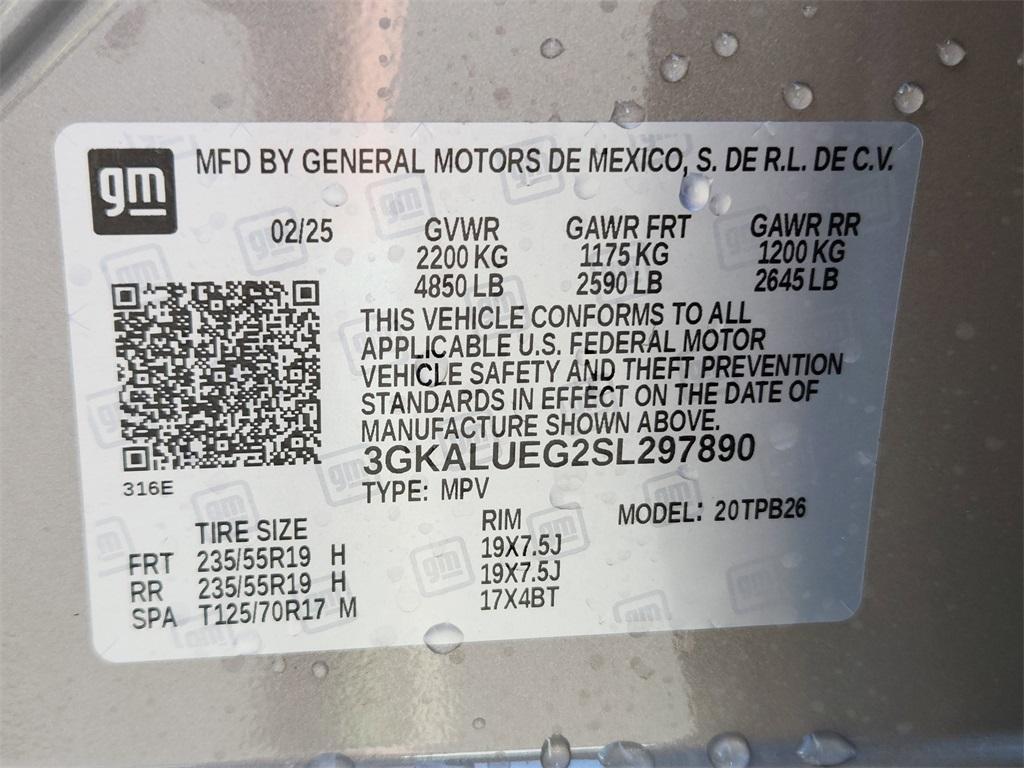 gm MFD BY GENERAL MOTORS DE MEXICO, S. DE R.L. DE C.V.
02/25 GVWR GAWR FRT GAWR RR
2200 KG 1175 KG 1200 KG
4850 LB 2590 LB 2645 LB
THIS VEHICLE CONFORMS TO ALL
APPLICABLE U.S. FEDERAL MOTOR
VEHICLE SAFETY AND THEFT PREVENTION
STANDARDS IN EFFECT ON THE DATE OF
MANUFACTURE SHOWN ABOVE.
3GKALUEG2SL297890
316E
TYPE: MPV
MODEL: 20TPB26
TIRE SIZE RIM
FRT 235/55R19 H 19X7.5J
RR 235/55R19 H 19X7.5J
SPA T125/70R17 M 17X4BT